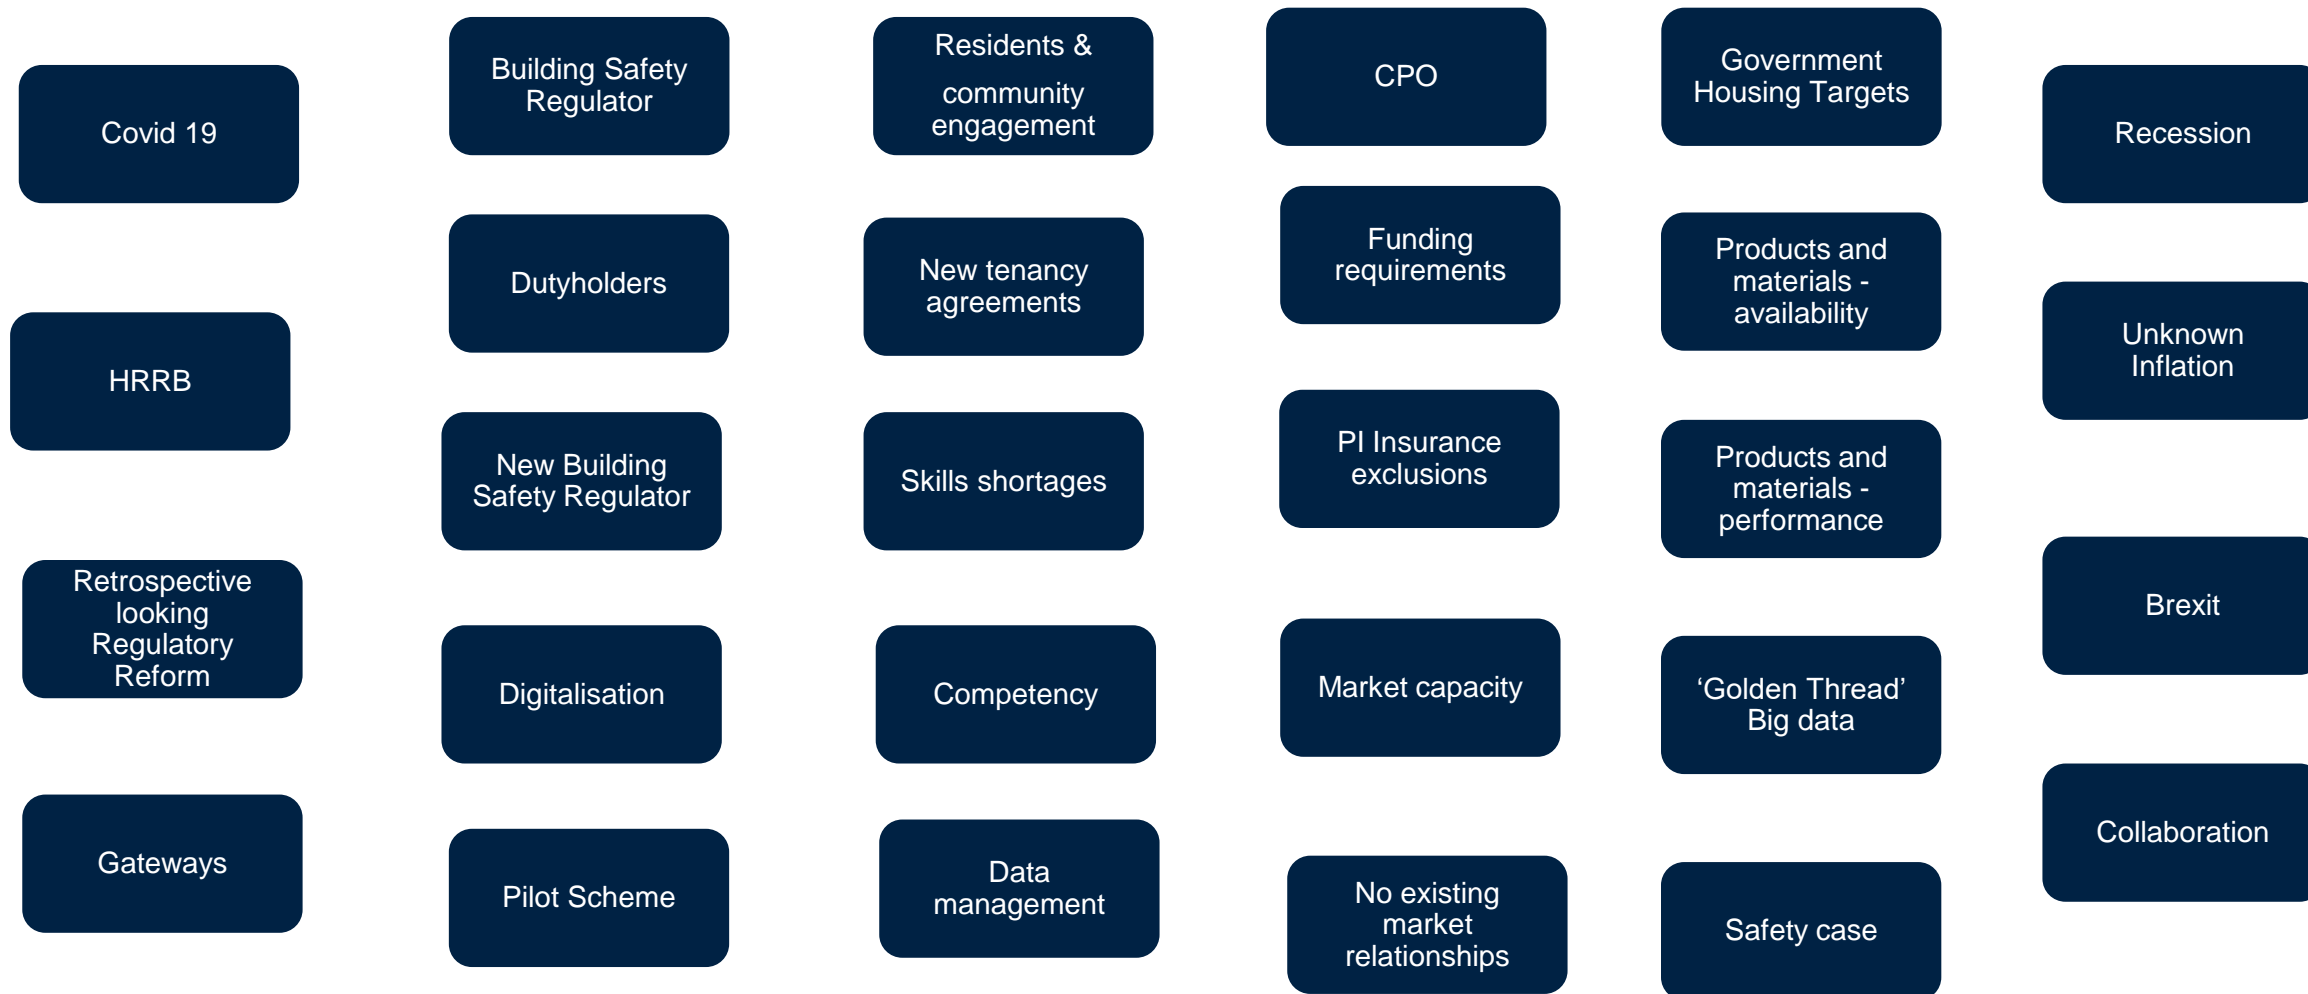 Covid 19
HRRB
Retrospective
looking
Regulatory
Reform
Gateways
Building Safety
Regulator
Dutyholders
New Building
Safety Regulator
Digitalisation
Pilot Scheme
Residents &
community
engagement
New tenancy
agreements
Skills shortages
Competency
Data
management
CPO
Funding
requirements
PI Insurance
exclusions
Market capacity
No existing
market
relationships
Government
Housing Targets
Products and
materials -
availability
Products and
materials -
performance
‘Golden Thread’
Big data
Safety case
Recession
Unknown
Inflation
Brexit
Collaboration